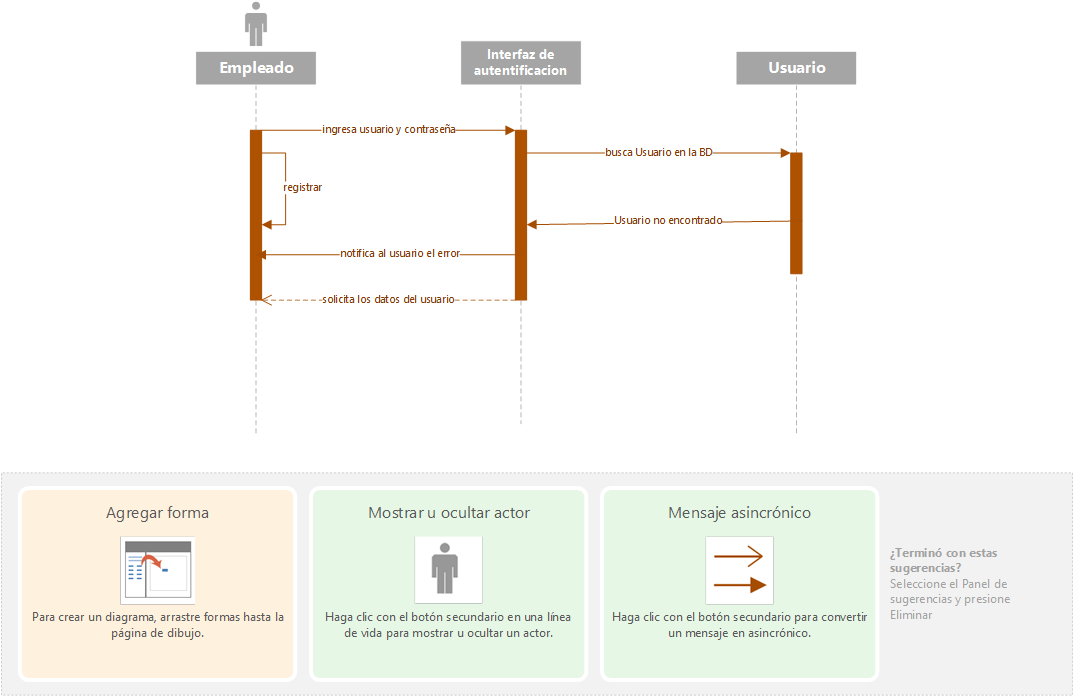 Empleado
Interfaz de
autentificacion
Usuario
ingresa usuario y contraseña
busca Usuario en la BD
registrar
Usuario no encontrado
notifica al usuario el error
solicita los datos del usuario
Agregar forma
Para crear un diagrama, arrastre formas hasta la
página de dibujo.
Mostrar u ocultar actor
Haga clic con el botón secundario en una línea
de vida para mostrar u ocultar un actor.
Mensaje asincrónico
Haga clic con el botón secundario para convertir
un mensaje en asincrónico.
¿Terminó con estas
sugerencias?
Seleccione el Panel de
sugerencias y presione
Eliminar